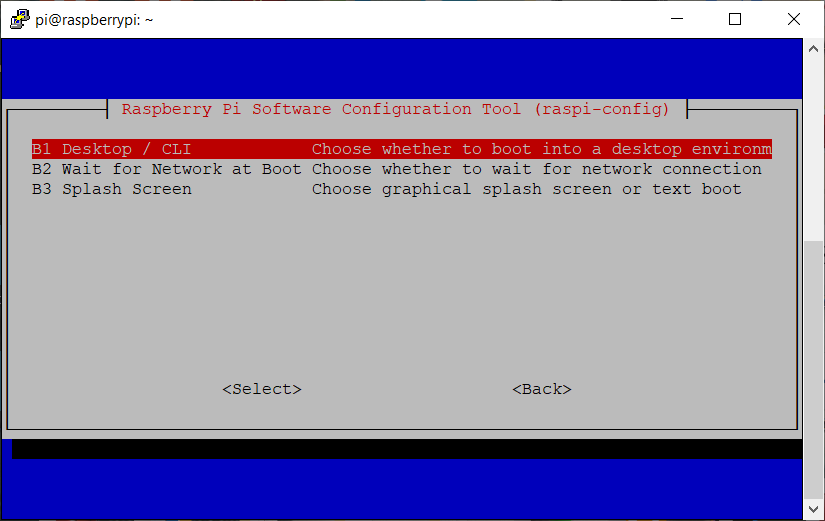 pi@raspberrypi: ~
Raspberry Pi Software Configuration Tool (raspi-config)
B1 Desktop / CLI Choose whether to boot into a desktop environm
B2 Wait for Network at Boot Choose whether to wait for network connection
B3 Splash Screen Choose graphical splash screen or text boot
<Select> <Back>